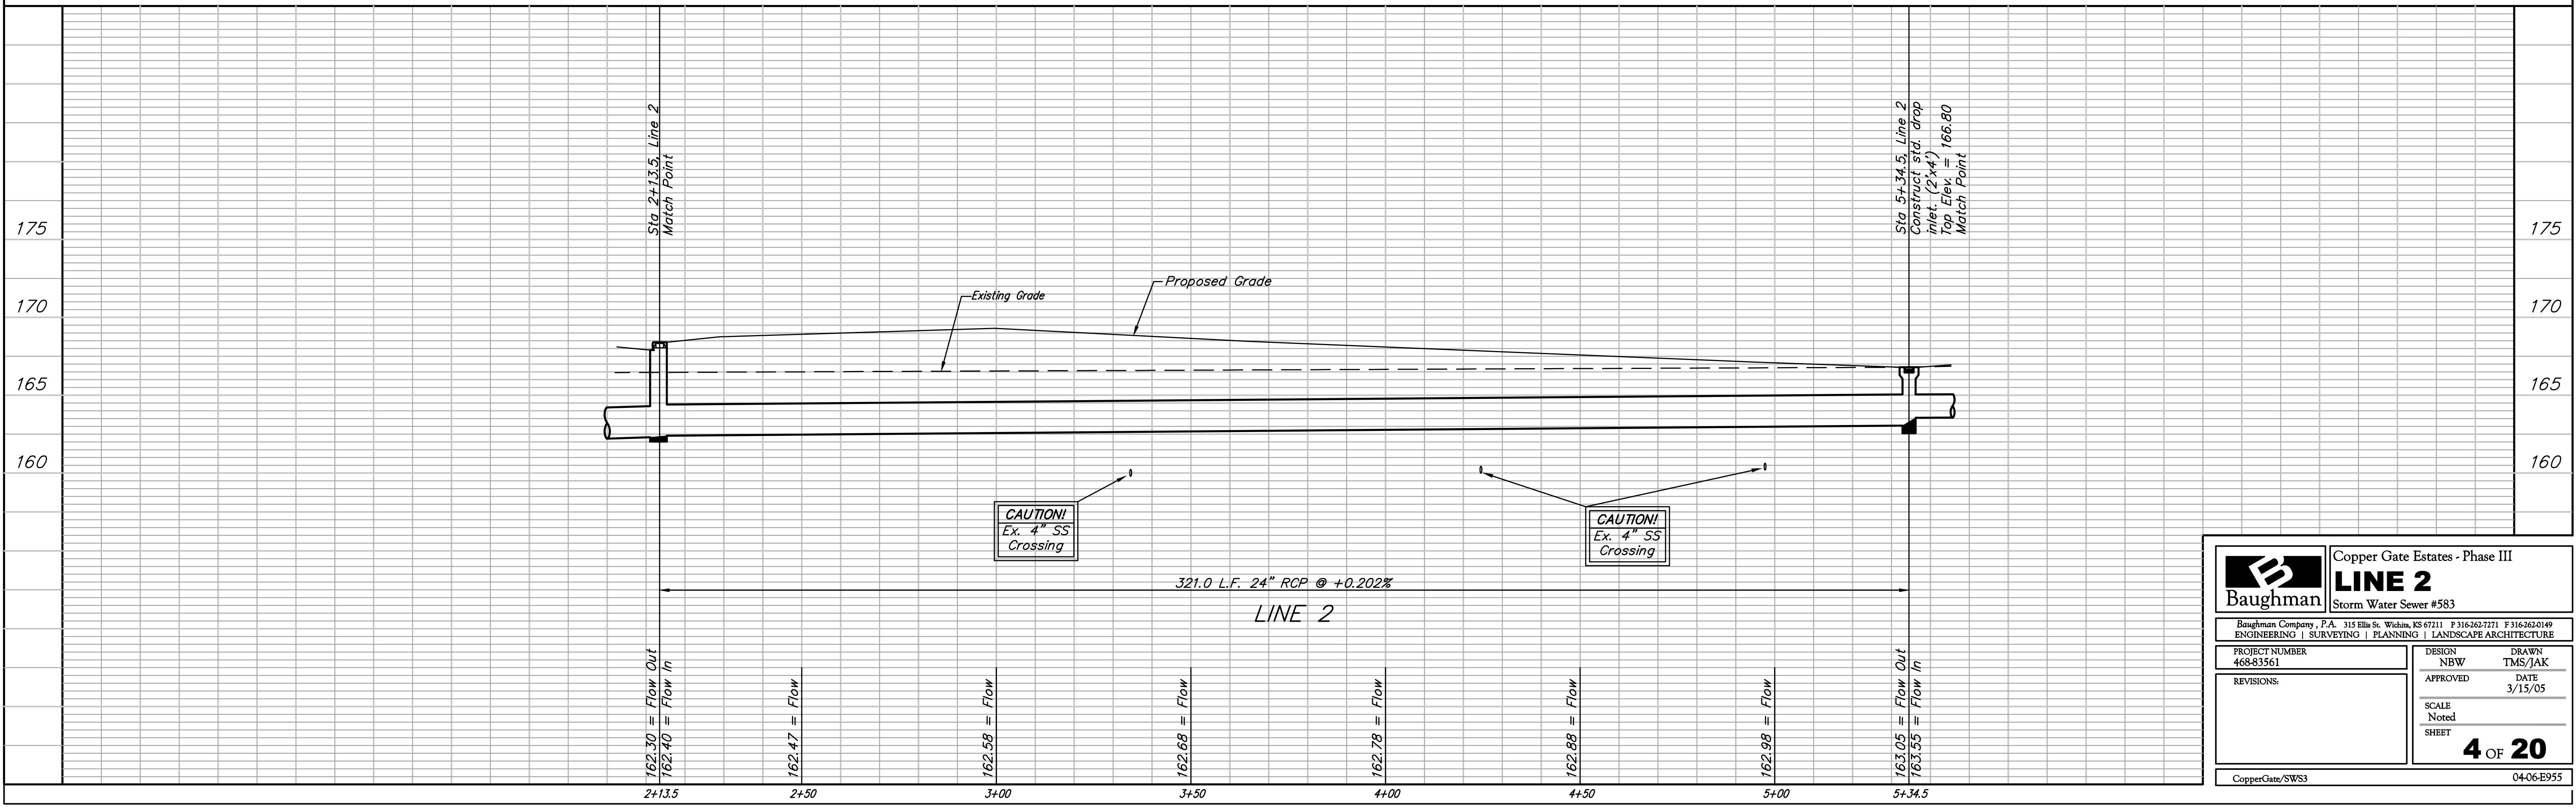 Sta 2+13.5, Line 2
Match Point
Sta 5+34.5, Line 2
Construct std. drop
inlet. (2'x4')
Top Elev. = 166.80
Match Point
175
175
170
170
165
165
160
160
Existing Grade
Proposed Grade
CAUTION!
Ex. 4" SS
Crossing
CAUTION!
Ex. 4" SS
Crossing
321.0 L.F. 24" RCP @ +0.202%
LINE 2
162.30 = Flow Out
162.40 = Flow In
162.47 = Flow
162.58 = Flow
162.68 = Flow
162.78 = Flow
162.88 = Flow
162.98 = Flow
163.05 = Flow Out
163.55 = Flow In
2+13.5
2+50
3+00
3+50
4+00
4+50
5+00
5+34.5
B
Baughman
Copper Gate Estates - Phase III
LINE 2
Storm Water Sewer #583
Baughman Company, P.A. 315 Ellis St. Wichita, KS 67211 P 316-262-7271 F 316-262-0149
ENGINEERING | SURVEYING | PLANNING | LANDSCAPE ARCHITECTURE
PROJECT NUMBER
468-83561
REVISIONS:
DESIGN
NBW
DRAWN
TMS/JAK
APPROVED
DATE
3/15/05
SCALE
Noted
SHEET
4 OF 20
CopperGate/SWS3
04-06-E955